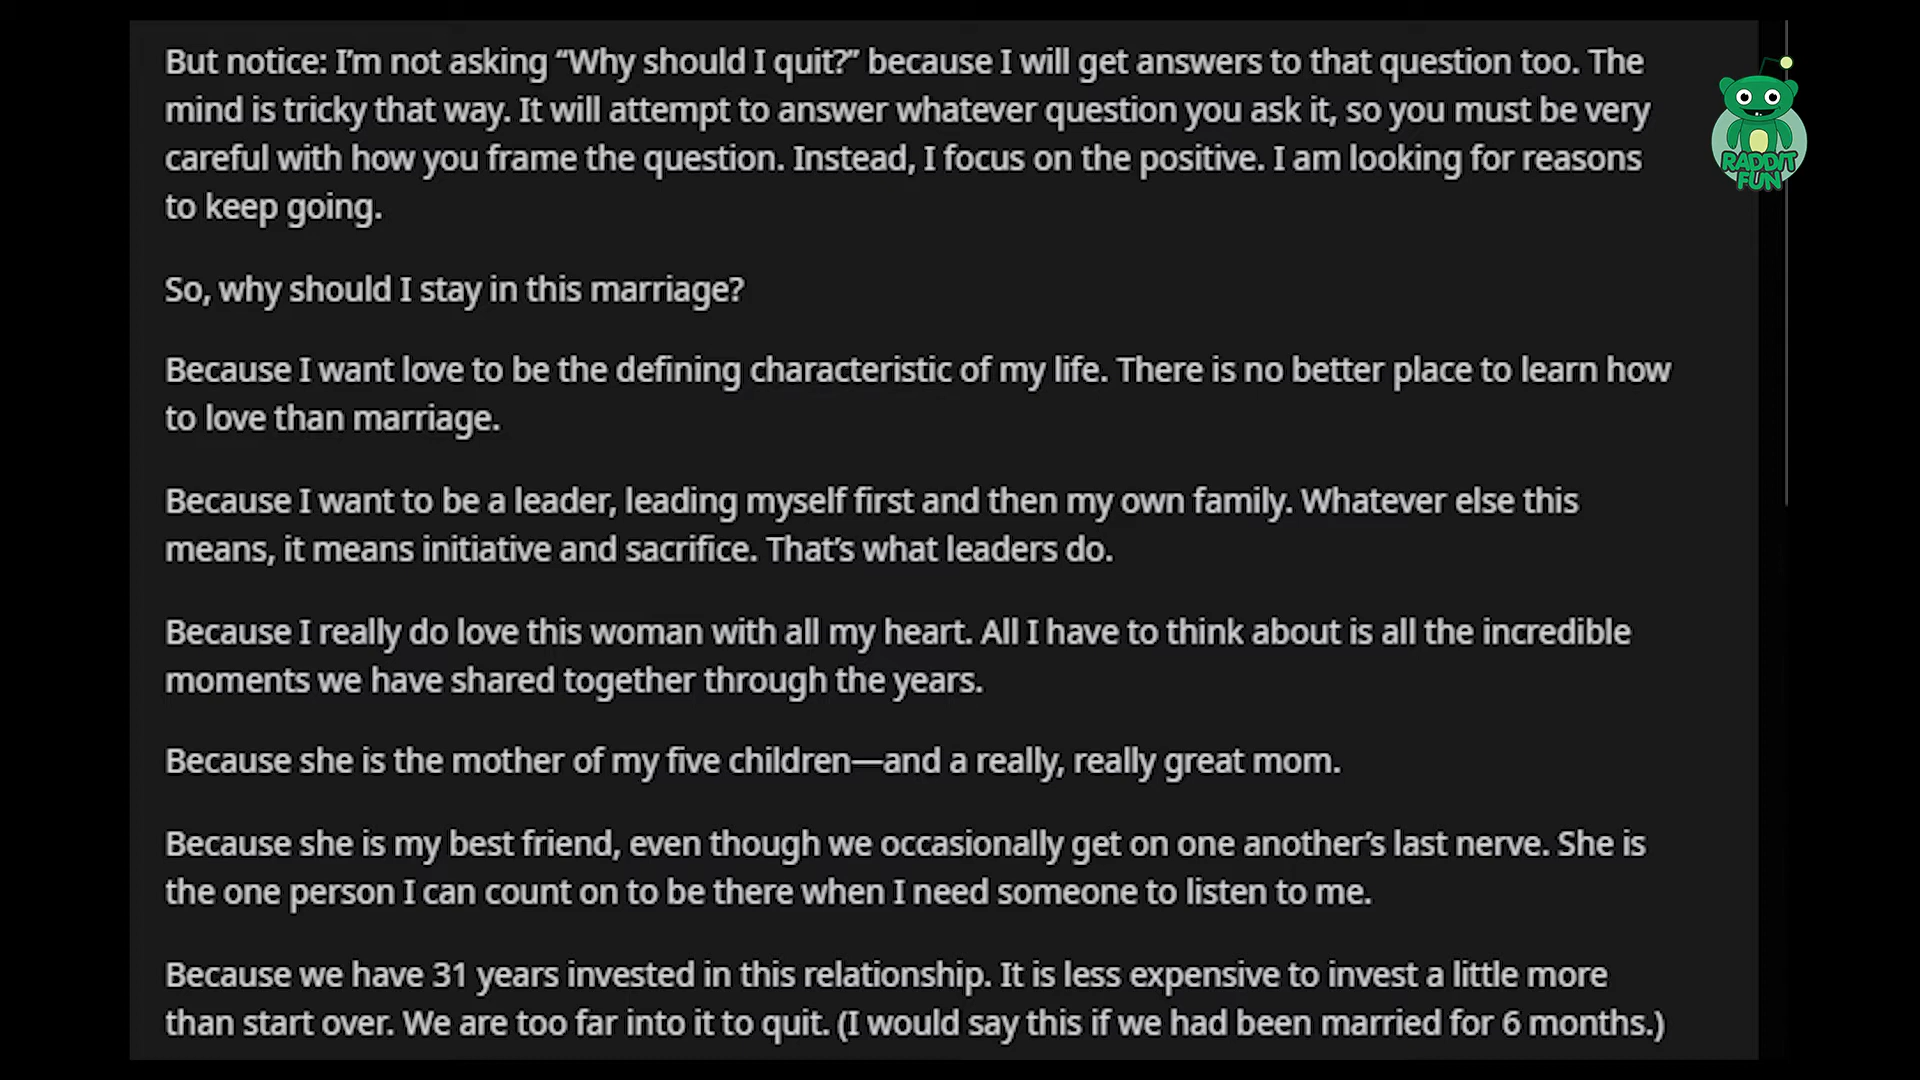 But notice: I’m not asking “Why should I quit?” because I will get answers to that question too. The
mind is tricky that way. It will attempt to answer whatever question you ask it, so you must be very
careful with how you frame the question. Instead, I focus on the positive. I am looking for reasons
to keep going.
So, why should I stay in this marriage?
Because I want love to be the defining characteristic of my life. There is no better place to learn how
to love than marriage.
Because I want to be a leader, leading myself first and then my own family. Whatever else this
means, it means initiative and sacrifice. That’s what leaders do.
Because I really do love this woman with all my heart. All I have to think about is all the incredible
moments we have shared together through the years.
Because she is the mother of my five children—and a really, really great mom.
Because she is my best friend, even though we occasionally get on one another’s last nerve. She is
the one person I can count on to be there when I need someone to listen to me.
Because we have 31 years invested in this relationship. It is less expensive to invest a little more
than start over. We are too far into it to quit. (I would say this if we had been married for 6 months.)
RADDIT
FUN